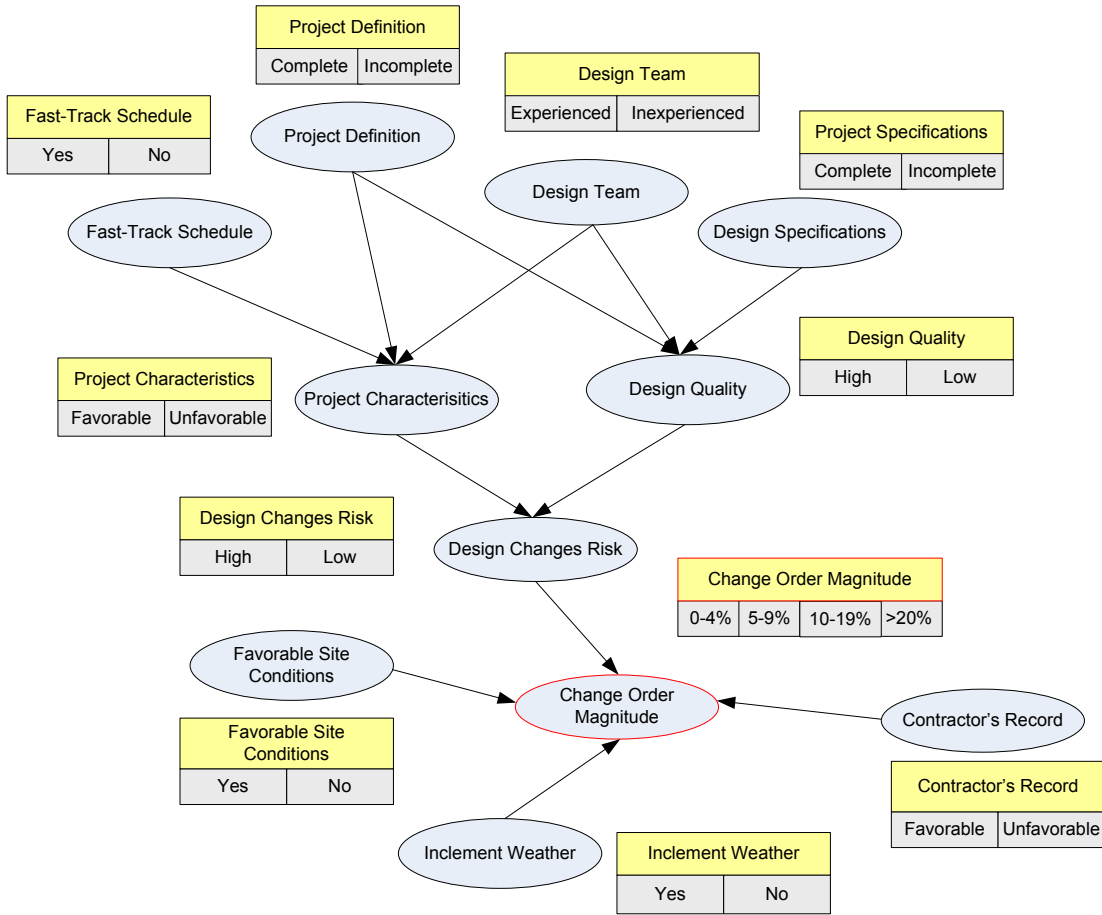 Project Definition
Complete Incomplete
Design Team
Experienced Inexperienced
Fast-Track Schedule
Yes No
Project Definition
Project Specifications
Complete Incomplete
Design Team
Fast-Track Schedule
Design Specifications
Design Quality
High Low
Project Characteristics
Favorable Unfavorable
Project Characterisitics
Design Quality
Design Changes Risk
High Low
Design Changes Risk
Change Order Magnitude
0-4% 5-9% 10-19% >20%
Favorable Site
Conditions
Change Order
Magnitude
Contractor's Record
Favorable Site
Conditions
Yes No
Contractor's Record
Favorable Unfavorable
Inclement Weather
Inclement Weather
Yes No